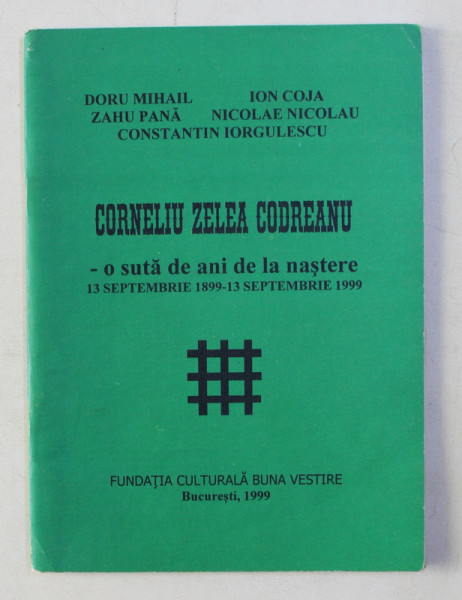 DORU MIHAIL ION COJA
ZAHU PANĂ NICOLAE NICOLAU
CONSTANTIN IORGULESCU
CORNELIU ZELEA CODREANU
- o sută de ani de la naştere
13 SEPTEMBRIE 1899-13 SEPTEMBRIE 1999
FUNDAŢIA CULTURALĂ BUNA VESTIRE
Bucureşti, 1999